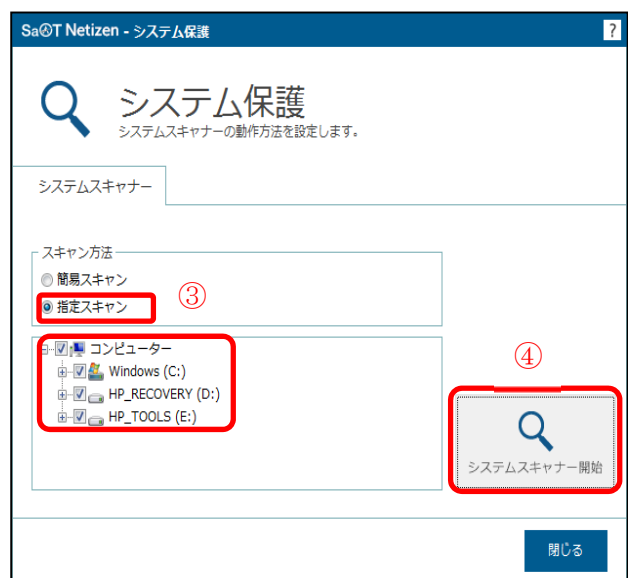 Sa@T Netizen - システム保護
?
システム保護
システムスキャナーの動作方法を設定します。
システムスキャナー
スキャン方法
簡易スキャン
指定スキャン
③
コンピューター
Windows (C:)
HP_RECOVERY (D:)
HP_TOOLS (E:)
④
システムスキャナー開始
閉じる